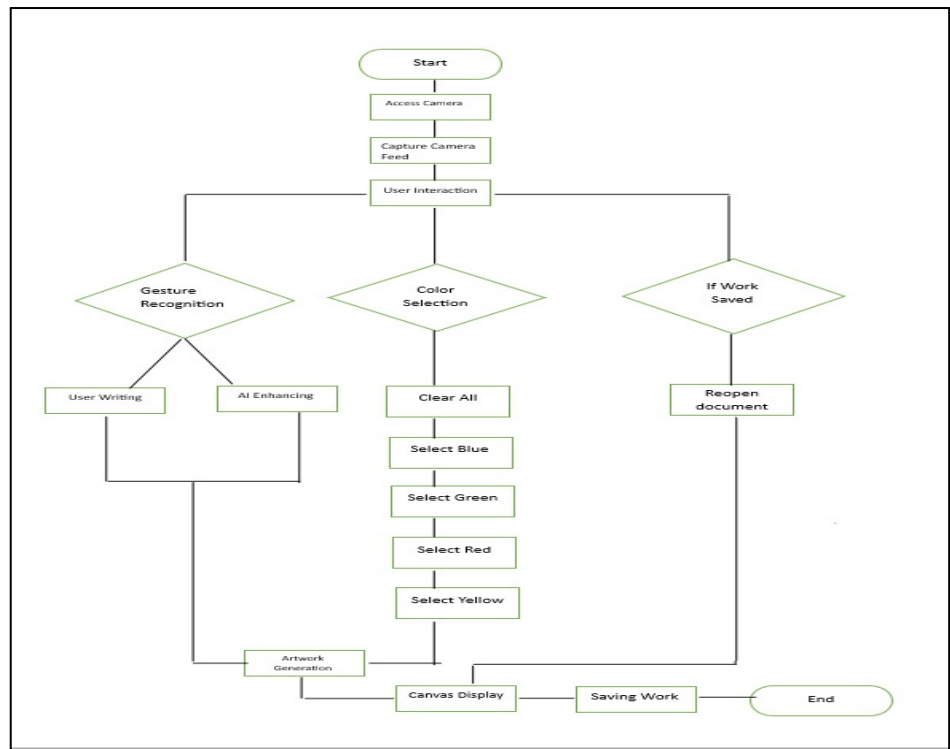 Start
Access Camera
Capture Camera
Feed
User Interaction
Gesture
Recognition
Color
Selection
If Work
Saved
User Writing
AI Enhancing
Clear All
Reopen
document
Select Blue
Select Green
Select Red
Select Yellow
Artwork
Generation
Canvas Display
Saving Work
End